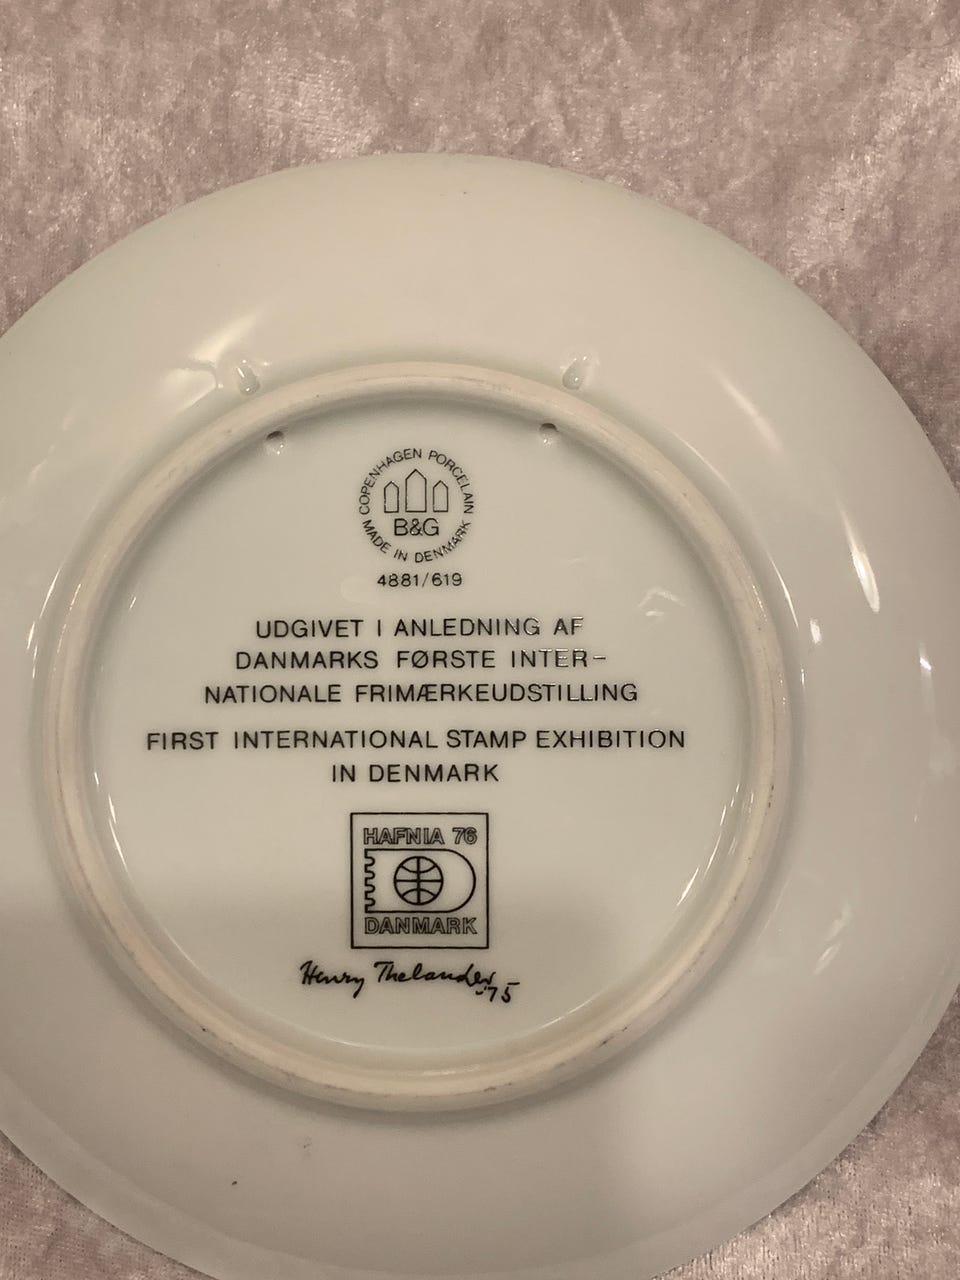 COPENHAGEN PORCELAIN
B&G
MADE IN DENMARK
4881/619
UDGIVET I ANLEDNING AF
DANMARKS FØRSTE INTER-
NATIONALE FRIMÆRKEUDSTILLING
FIRST INTERNATIONAL STAMP EXHIBITION
IN DENMARK
HAFNIA 76
DANMARK
Henry Thelander
-'75